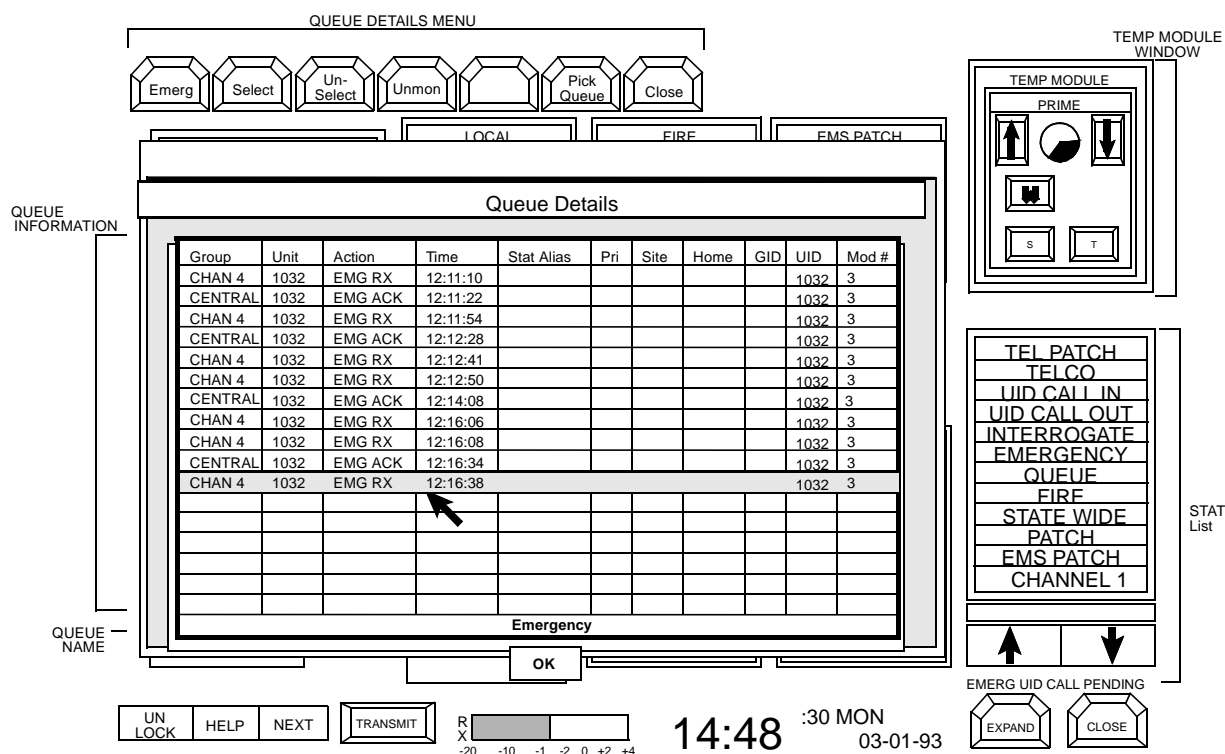 QUEUE DETAILS MENU
TEMP MODULE
WINDOW
Emerg
Select
Un-
Select
Unmon
Pick
Queue
Close
TEMP MODULE
PRIME
W
S
T
LOCAL
FIRE
EMS PATCH
Queue Details
QUEUE
INFORMATION
Group Unit Action Time Stat Alias Pri Site Home GID UID Mod #
CHAN 4 1032 EMG RX 12:11:10 1032 3
CENTRAL 1032 EMG ACK 12:11:22 1032 3
CHAN 4 1032 EMG RX 12:11:54 1032 3
CENTRAL 1032 EMG ACK 12:12:28 1032 3
CHAN 4 1032 EMG RX 12:12:41 1032 3
CHAN 4 1032 EMG RX 12:12:50 1032 3
CENTRAL 1032 EMG ACK 12:14:08 1032 3
CHAN 4 1032 EMG RX 12:16:06 1032 3
CHAN 4 1032 EMG RX 12:16:08 1032 3
CENTRAL 1032 EMG ACK 12:16:34 1032 3
CHAN 4 1032 EMG RX 12:16:38 1032 3
Emergency
QUEUE
NAME
OK
TEL PATCH
TELCO
UID CALL IN
UID CALL OUT
INTERROGATE
EMERGENCY
QUEUE
FIRE
STATE WIDE
PATCH
EMS PATCH
CHANNEL 1
STAT
List
EMERG UID CALL PENDING
EXPAND
CLOSE
UN
LOCK
HELP
NEXT
TRANSMIT
R
X
-20 -10 -1 -2 0 +2 +4
14:48 :30 MON
03-01-93